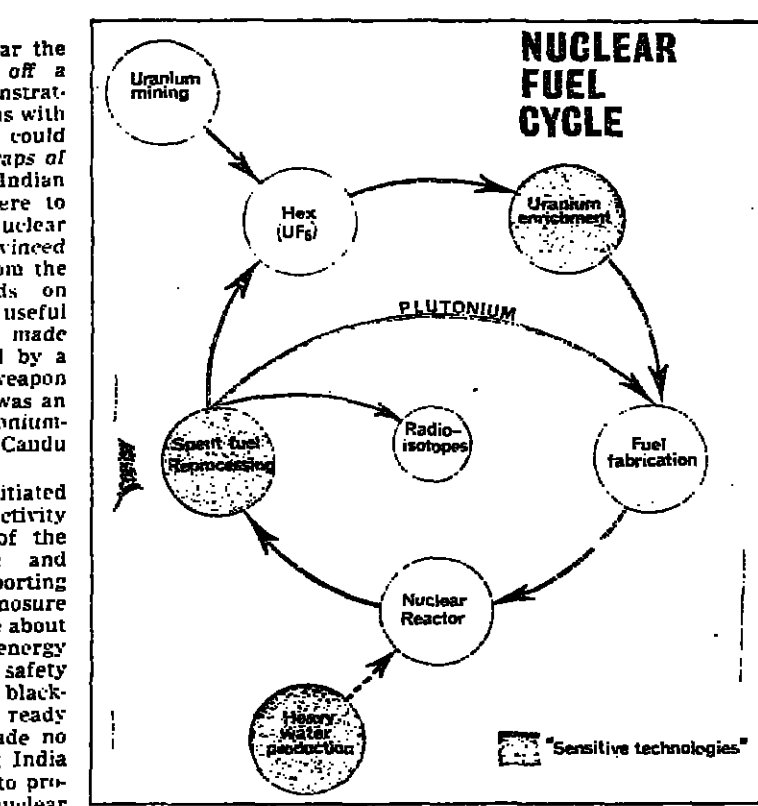 ar the
off a
nstrat-
ns with
could
raps of
Indian
ere to
uclear
vinced
om the
ds on
useful
made
l by a
weapon
was an
onium-
Candu
itiated
ctivity
of the
and
porting
nosure
about
energy
safety
black-
ready
ade no
India
to pro-
uclear
NUCLEAR
FUEL
CYCLE
Uranium
mining
Hex
(UF6)
Uranium
enrichment
PLUTONIUM
Spent fuel
Reprocessing
Radio-
isotopes
Fuel
fabrication
Nuclear
Reactor
Heavy
water
production
"Sensitive technologies"